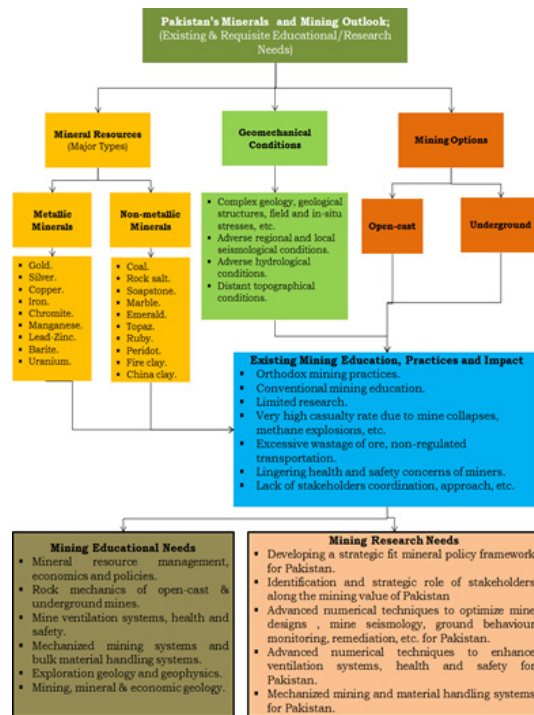 Pakistan's Minerals and Mining Outlook;
(Existing & Requisite Educational/Research
Needs)
Mineral Resources
(Major Types)
Geomechanical
Conditions
Mining Options
Metallic
Minerals
Non-metallic
Minerals
• Complex geology, geological
structures, field and in-situ
stresses, etc.
• Adverse regional and local
seismological conditions.
• Adverse hydrological
conditions.
• Distant topographical
conditions.
Open-cast
Underground
• Gold.
• Silver.
• Copper.
• Iron.
• Chromite.
• Manganese.
• Lead-Zinc.
• Barite.
• Uranium.
• Coal.
• Rock salt.
• Soapstone.
• Marble.
• Emerald.
• Topaz.
• Ruby.
• Peridot.
• Fire clay.
• China clay.
Existing Mining Education, Practices and Impact
• Orthodox mining practices.
• Conventional mining education.
• Limited research.
• Very high casualty rate due to mine collapses,
methane explosions, etc.
• Excessive wastage of ore, non-regulated
transportation.
• Lingering health and safety concerns of miners.
• Lack of stakeholders coordination, approach, etc.
Mining Educational Needs
• Mineral resource management,
economics and policies.
• Rock mechanics of open-cast &
underground mines.
• Mine ventilation systems, health and
safety.
• Mechanized mining systems and
bulk material handling systems.
• Exploration geology and geophysics.
• Mining, mineral & economic geology.
Mining Research Needs
• Developing a strategic fit mineral policy framework
for Pakistan.
• Identification and strategic role of stakeholders
along the mining value of Pakistan
• Advanced numerical techniques to optimize mine
designs , mine seismology, ground behaviour
monitoring, remediation, etc. for Pakistan.
• Advanced numerical techniques to enhance
ventilation systems, health and safety for
Pakistan.
• Mechanized mining and material handling systems
for Pakistan.